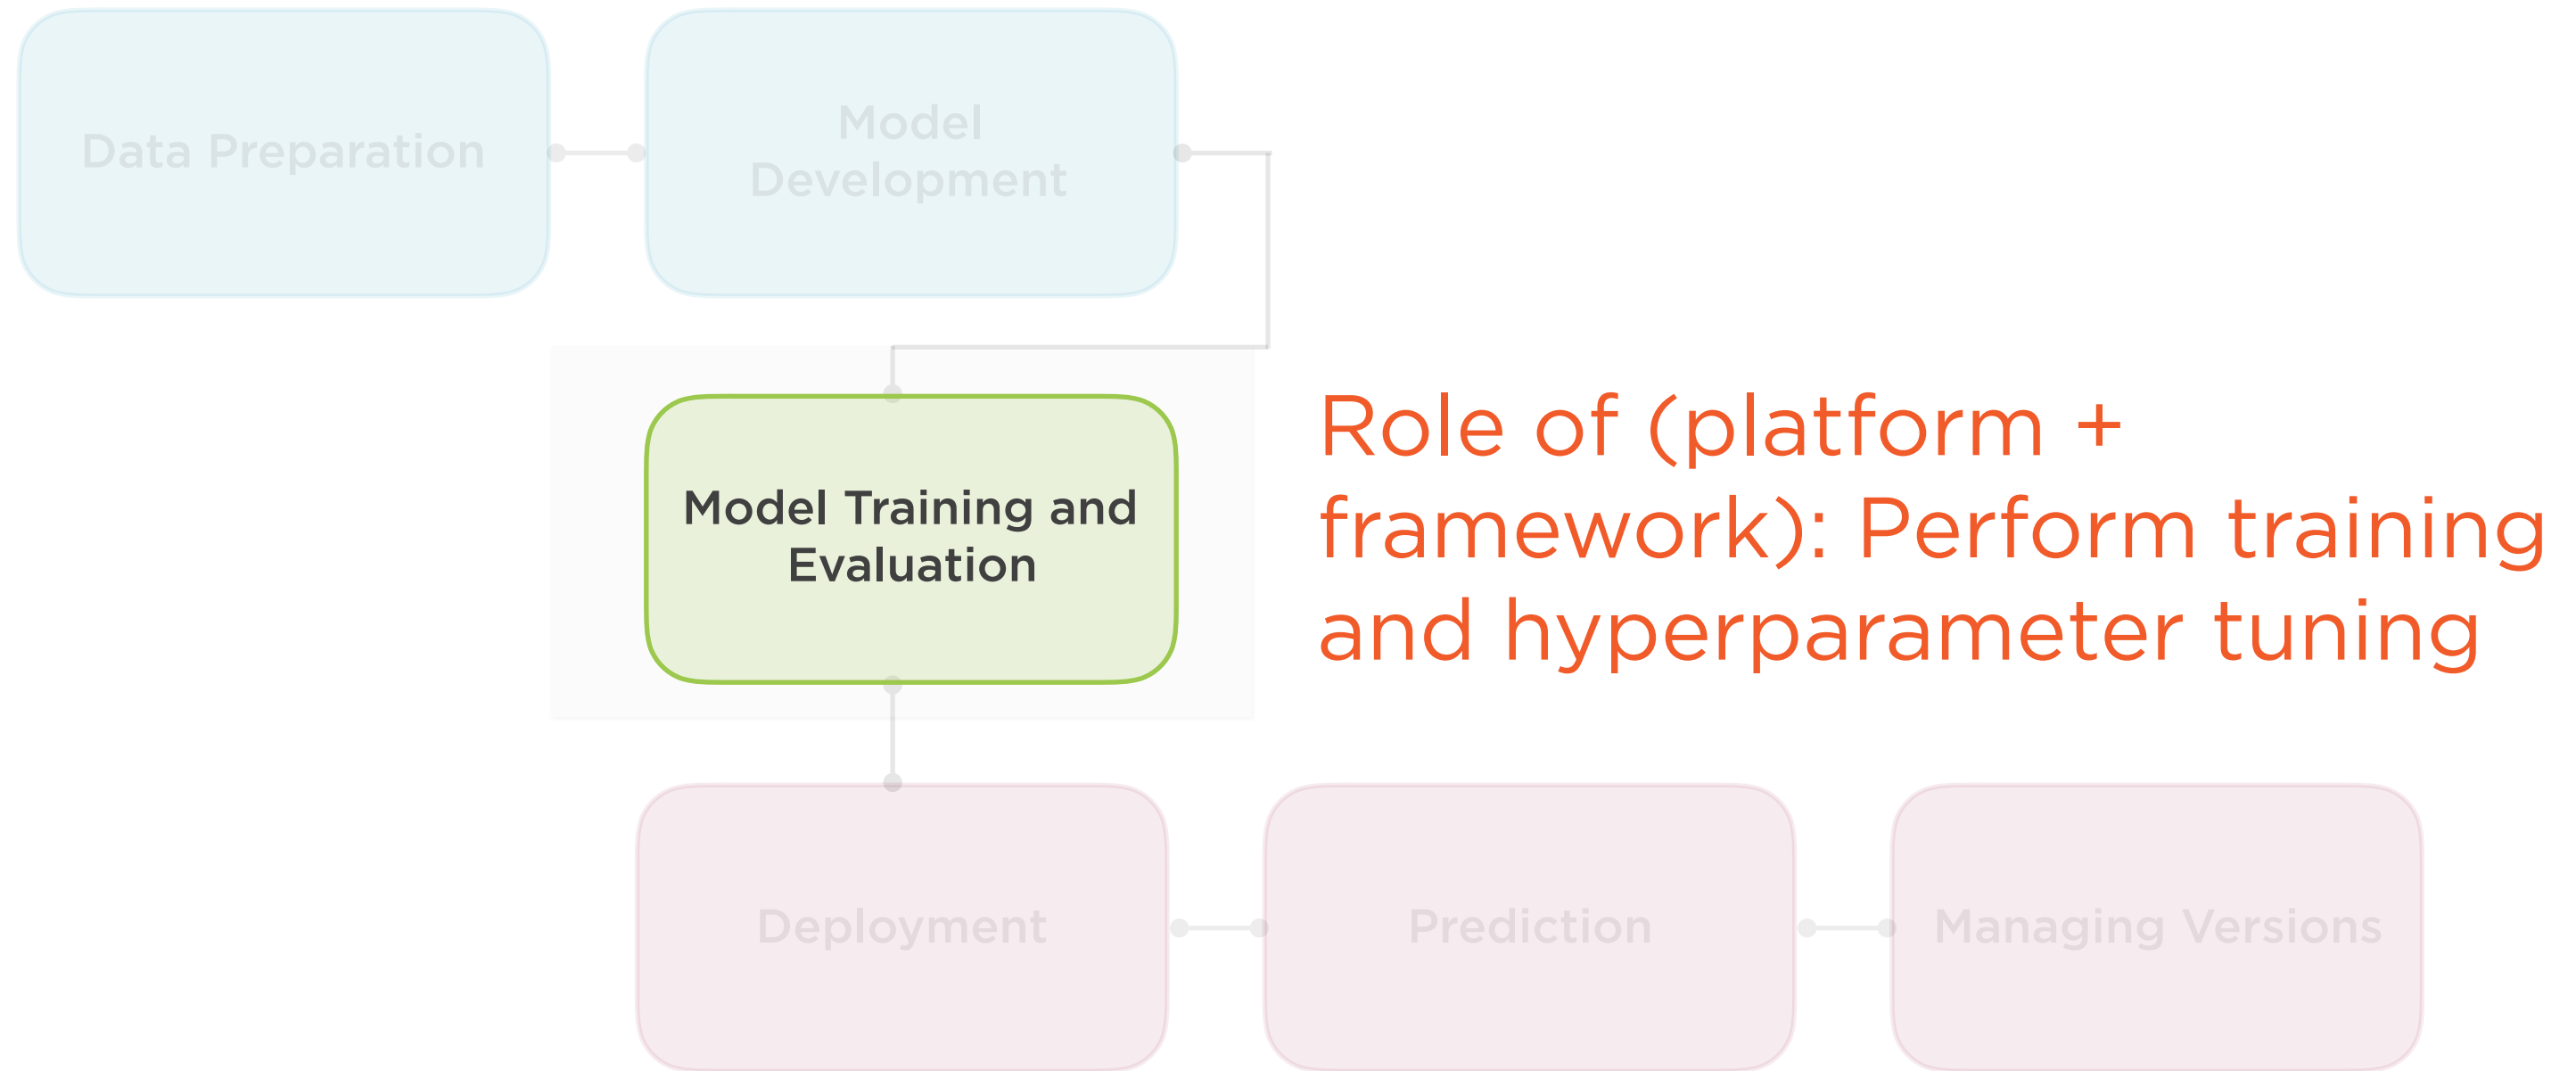 Data Preparation
Model
Development
Model Training and
Evaluation
Role of (platform +
framework): Perform training
and hyperparameter tuning
Deployment
Prediction
Managing Versions